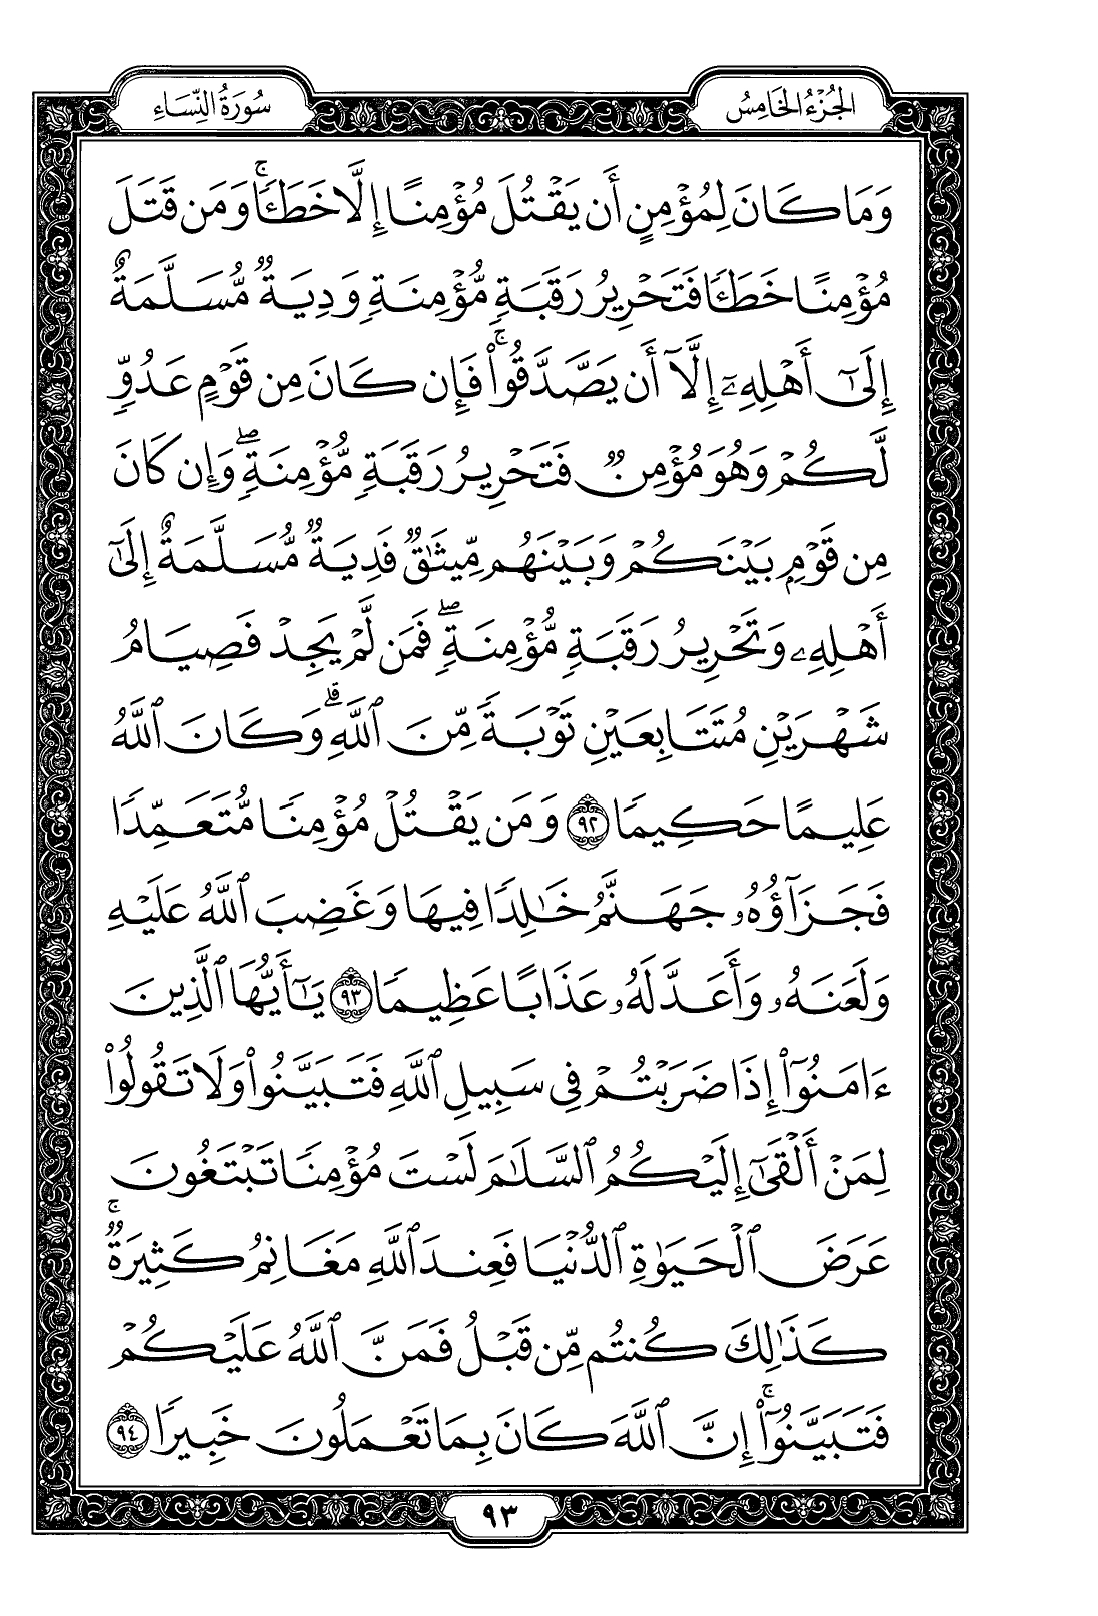 الجُزْءُ الخَامِسُ
سُورَةُ النِّسَاءِ
وَمَا كَانَ لِمُؤْمِنٍ أَن يَقْتُلَ مُؤْمِنًا إِلَّا خَطَـًٔا ۚ وَمَن قَتَلَ
مُؤْمِنًا خَطَـًٔا فَتَحْرِيرُ رَقَبَةٍ مُّؤْمِنَةٍ وَدِيَةٌ مُّسَلَّمَةٌ
إِلَىٰٓ أَهْلِهِۦٓ إِلَّآ أَن يَصَّدَّقُوا۟ ۚ فَإِن كَانَ مِن قَوْمٍ عَدُوٍّ
لَّكُمْ وَهُوَ مُؤْمِنٌ فَتَحْرِيرُ رَقَبَةٍ مُّؤْمِنَةٍ ۖ وَإِن كَانَ
مِن قَوْمٍۭ بَيْنَكُمْ وَبَيْنَهُم مِّيثَٰقٌ فَدِيَةٌ مُّسَلَّمَةٌ إِلَىٰٓ
أَهْلِهِۦ وَتَحْرِيرُ رَقَبَةٍ مُّؤْمِنَةٍ ۖ فَمَن لَّمْ يَجِدْ فَصِيَامُ
شَهْرَيْنِ مُتَتَابِعَيْنِ تَوْبَةً مِّنَ ٱللَّهِ ۗ وَكَانَ ٱللَّهُ
عَلِيمًا حَكِيمًا ٩٢ وَمَن يَقْتُلْ مُؤْمِنًا مُّتَعَمِّدًا
فَجَزَآؤُهُۥ جَهَنَّمُ خَٰلِدًا فِيهَا وَغَضِبَ ٱللَّهُ عَلَيْهِ
وَلَعَنَهُۥ وَأَعَدَّ لَهُۥ عَذَابًا عَظِيمًا ٩٣ يَٰٓأَيُّهَا ٱلَّذِينَ
ءَامَنُوٓا۟ إِذَا ضَرَبْتُمْ فِى سَبِيلِ ٱللَّهِ فَتَبَيَّنُوا۟ وَلَا تَقُولُوا۟
لِمَنْ أَلْقَىٰٓ إِلَيْكُمُ ٱلسَّلَٰمَ لَسْتَ مُؤْمِنًا تَبْتَغُونَ
عَرَضَ ٱلْحَيَوٰةِ ٱلدُّنْيَا فَعِندَ ٱللَّهِ مَغَانِمُ كَثِيرَةٌ ۚ
كَذَٰلِكَ كُنتُم مِّن قَبْلُ فَمَنَّ ٱللَّهُ عَلَيْكُمْ
فَتَبَيَّنُوٓا۟ ۚ إِنَّ ٱللَّهَ كَانَ بِمَا تَعْمَلُونَ خَبِيرًا ٩٤
٩٣